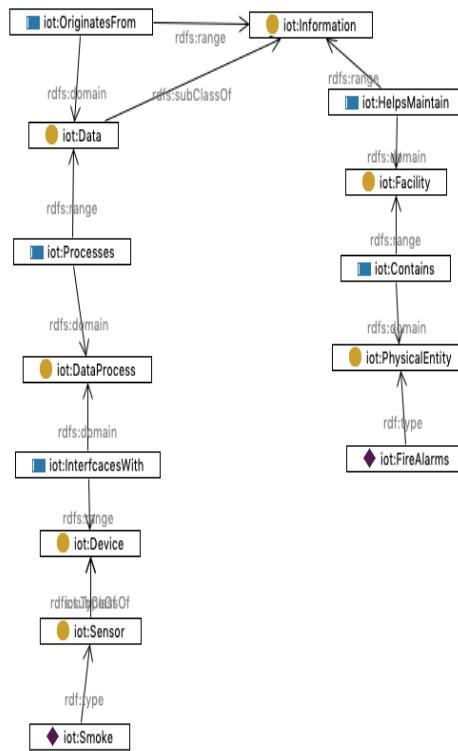 iot:OriginatesFrom
iot:Information
rdfs:range
rdfs:domain
rdfs:subClassOf
rdfs:range
iot:HelpsMaintain
iot:Data
rdfs:domain
iot:Facility
rdfs:range
rdfs:range
iot:Processes
iot:Contains
rdfs:domain
rdfs:domain
iot:DataProcess
iot:PhysicalEntity
rdfs:domain
rdf:type
iot:InterfcacesWith
iot:FireAlarms
rdfs:range
iot:Device
iot:Sensor
rdf:type
iot:Smoke